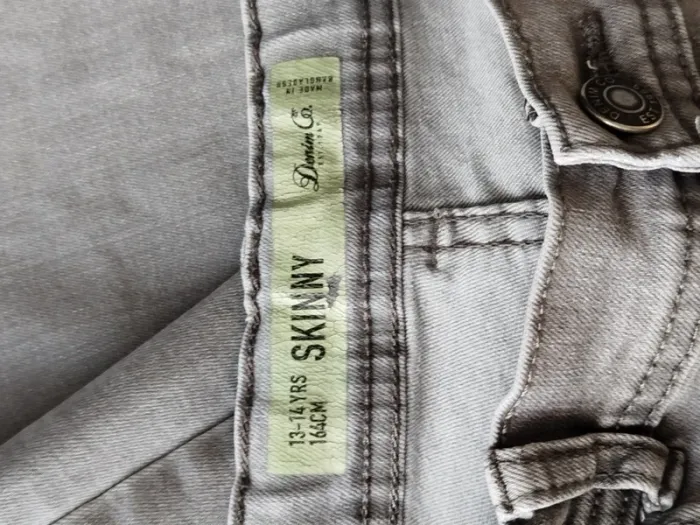 13-14 YRS
164CM
SKINNY
Denim Co.
MADE IN
BANGLADESH